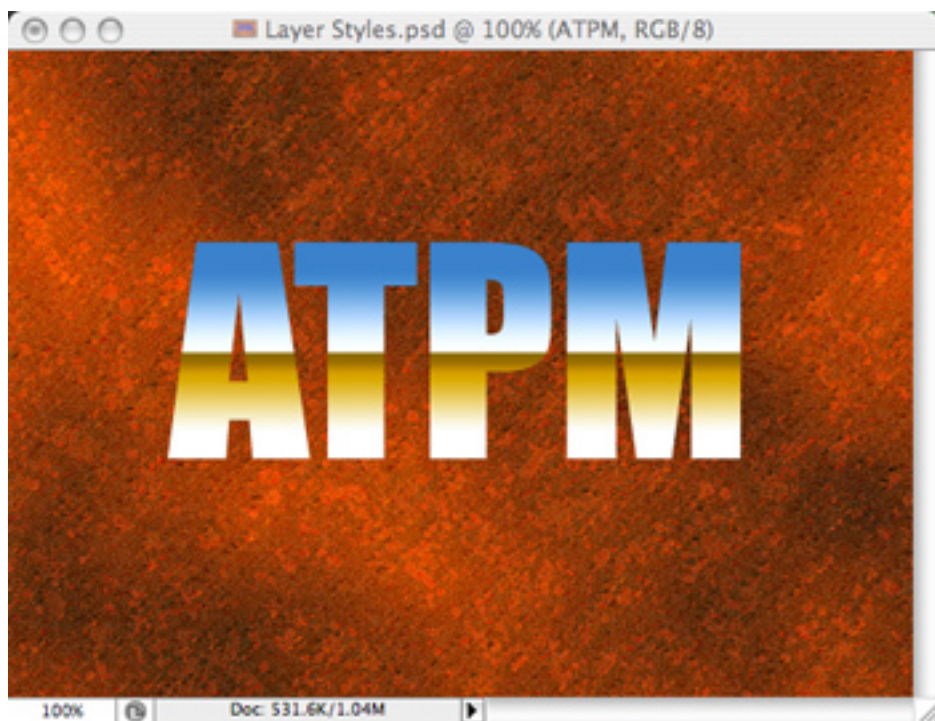 Layer Styles.psd @ 100% (ATPM, RGB/8)
ATPM
100% Doc: 531.6K/1.04M